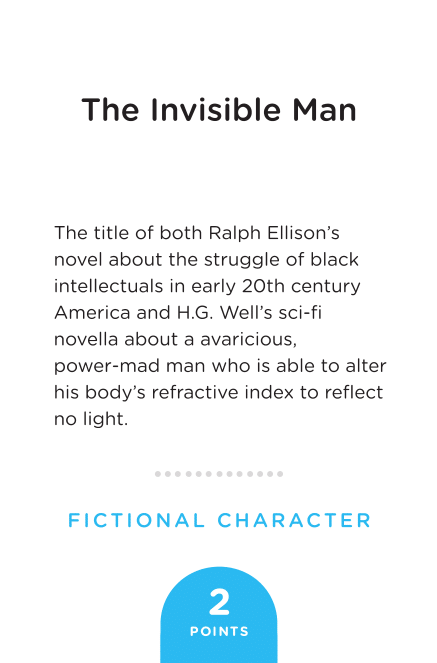 The Invisible Man
The title of both Ralph Ellison’s
novel about the struggle of black
intellectuals in early 20th century
America and H.G. Well’s sci-fi
novella about a avaricious,
power-mad man who is able to alter
his body’s refractive index to reflect
no light.
FICTIONAL CHARACTER
2
POINTS